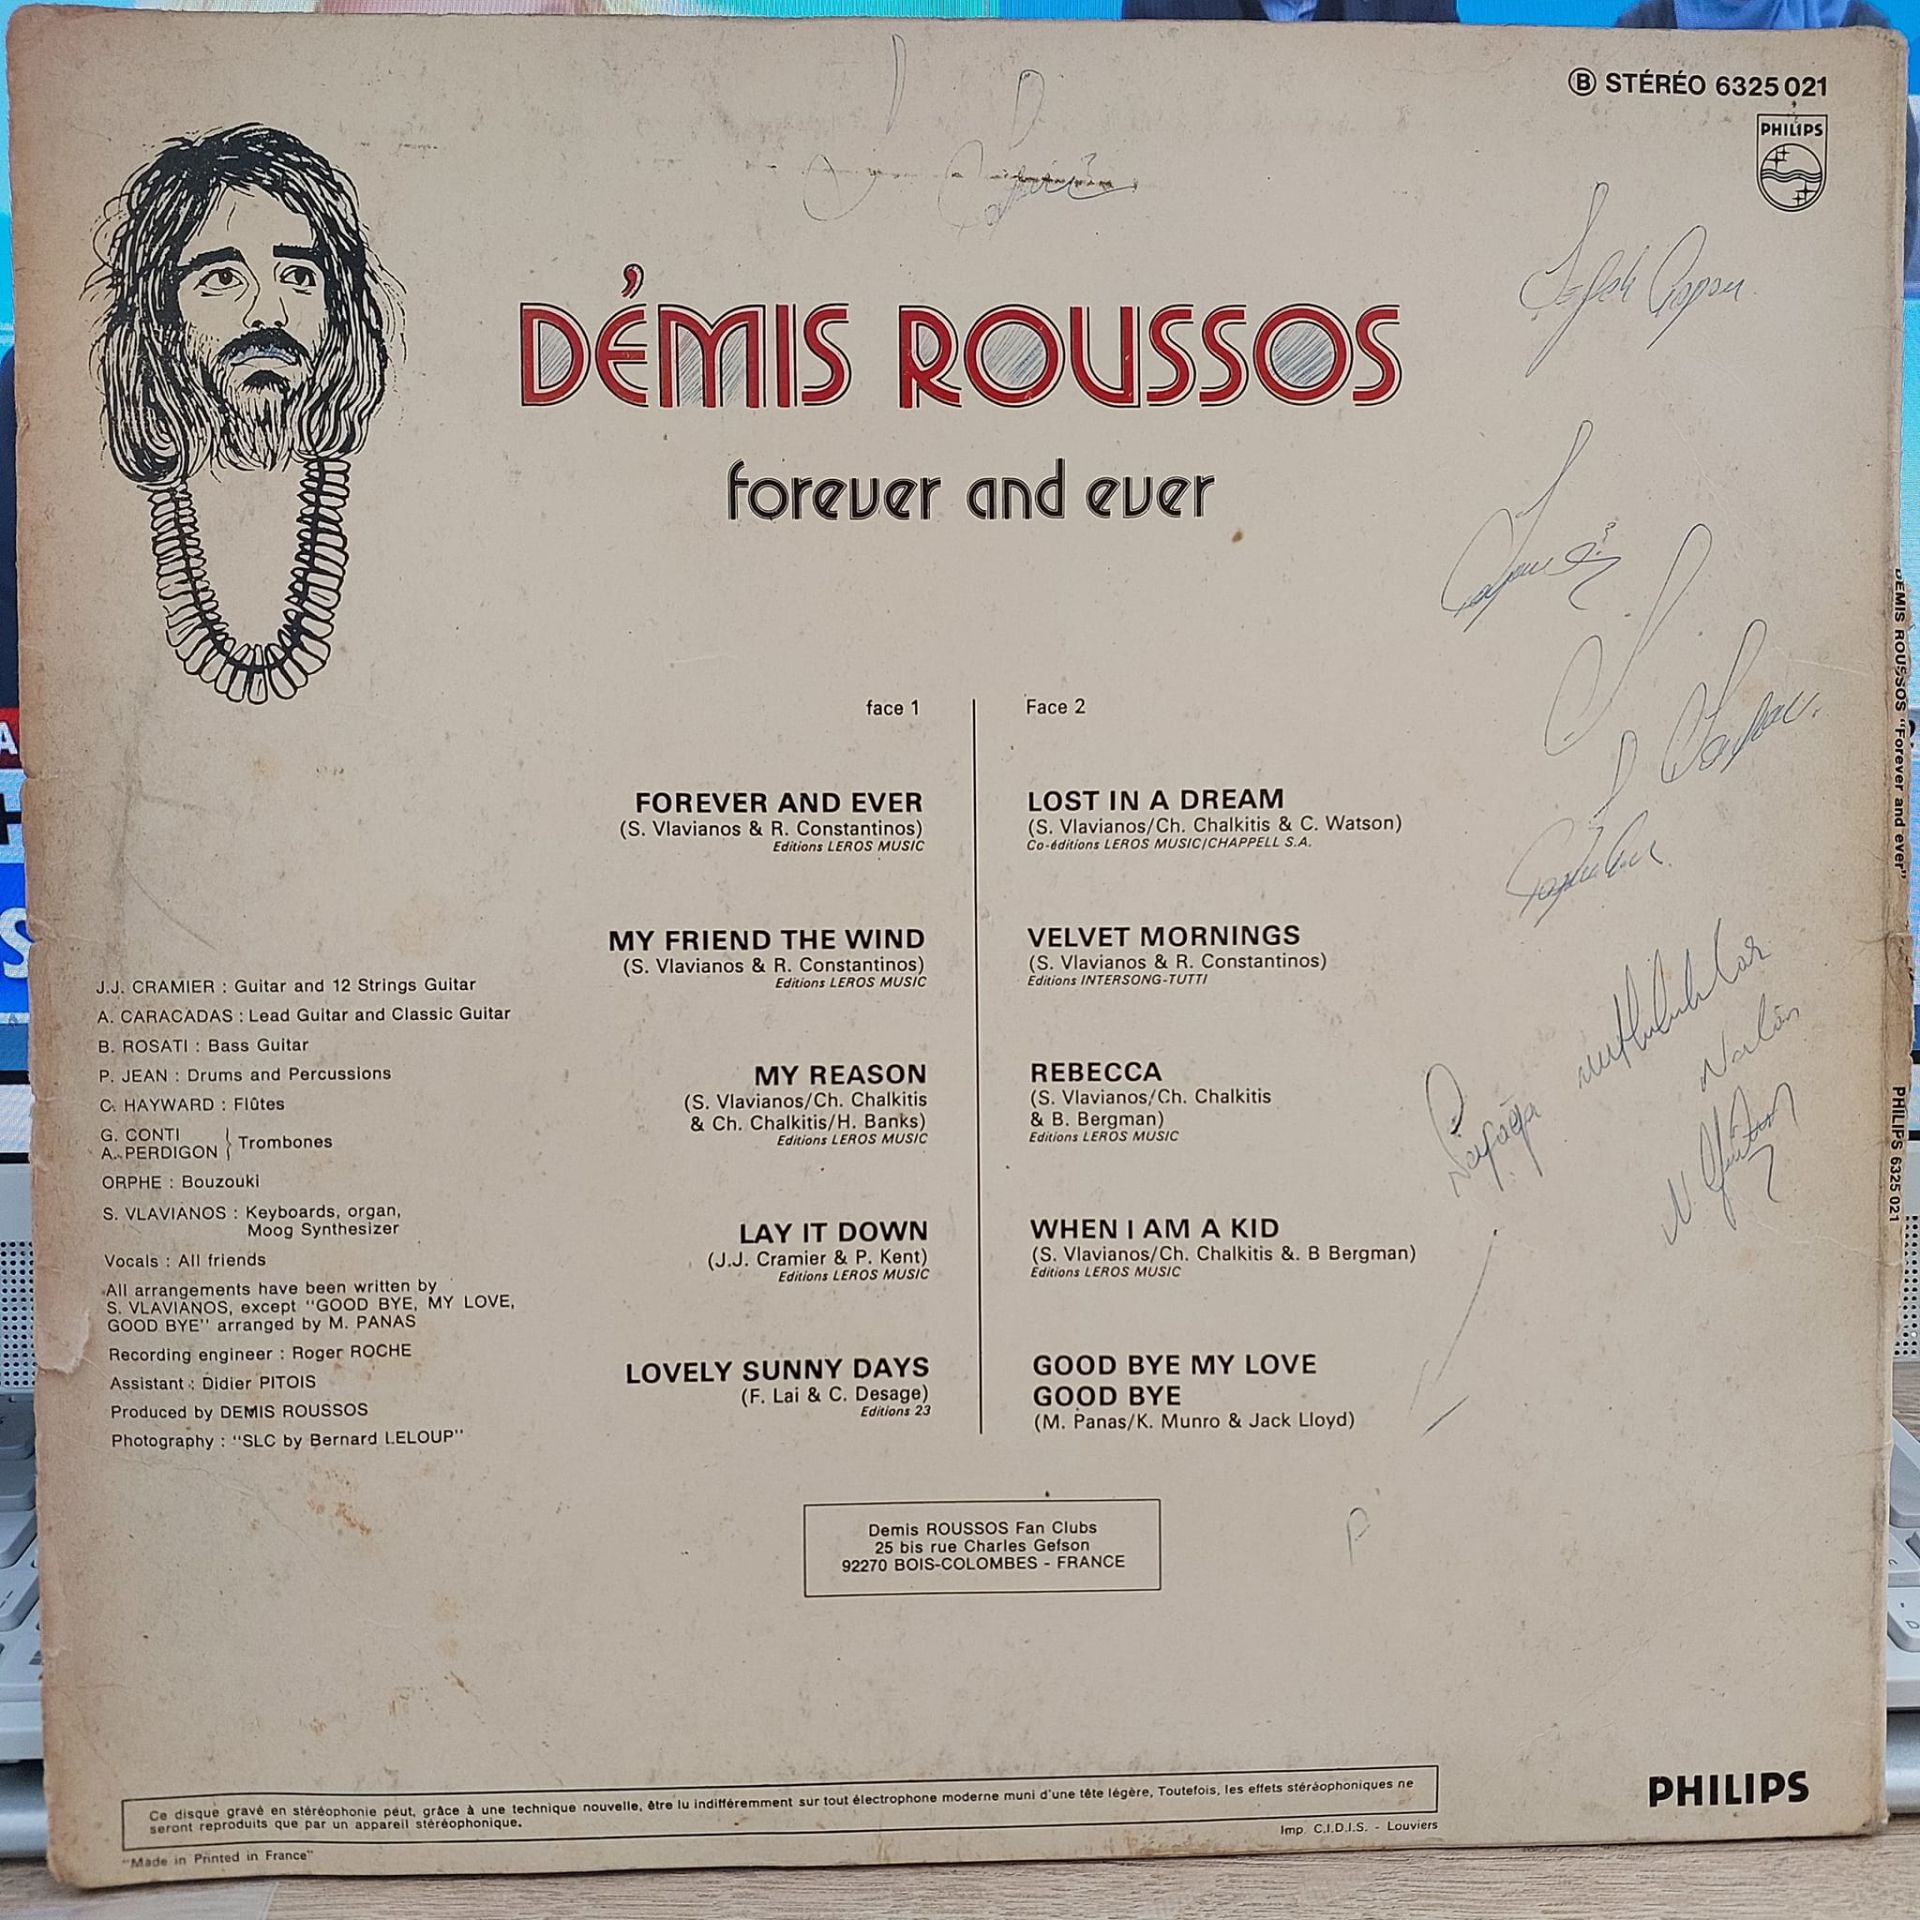 Ⓑ STÉRÉO 6325 021
PHILIPS
DÉMIS ROUSSOS
forever and ever
face 1
FOREVER AND EVER
(S. Vlavianos & R. Constantinos)
Editions LEROS MUSIC
MY FRIEND THE WIND
(S. Vlavianos & R. Constantinos)
Editions LEROS MUSIC
MY REASON
(S. Vlavianos/Ch. Chalkitis
& Ch. Chalkitis/H. Banks)
Editions LEROS MUSIC
LAY IT DOWN
(J.J. Cramier & P. Kent)
Editions LEROS MUSIC
LOVELY SUNNY DAYS
(F. Lai & C. Desage)
Editions 23
Face 2
LOST IN A DREAM
(S. Vlavianos/Ch. Chalkitis & C. Watson)
Co-éditions LEROS MUSIC/CHAPPELL S.A.
VELVET MORNINGS
(S. Vlavianos & R. Constantinos)
Editions INTERSONG-TUTTI
REBECCA
(S. Vlavianos/Ch. Chalkitis
& B. Bergman)
Editions LEROS MUSIC
WHEN I AM A KID
(S. Vlavianos/Ch. Chalkitis &. B Bergman)
Editions LEROS MUSIC
GOOD BYE MY LOVE
GOOD BYE
(M. Panas/K. Munro & Jack Lloyd)
J.J. CRAMIER : Guitar and 12 Strings Guitar
A. CARACADAS : Lead Guitar and Classic Guitar
B. ROSATI : Bass Guitar
P. JEAN : Drums and Percussions
C. HAYWARD : Flûtes
G. CONTI
A. PERDIGON } Trombones
ORPHE : Bouzouki
S. VLAVIANOS : Keyboards, organ,
Moog Synthesizer
Vocals : All friends
All arrangements have been written by
S. VLAVIANOS, except "GOOD BYE, MY LOVE,
GOOD BYE" arranged by M. PANAS
Recording engineer : Roger ROCHE
Assistant : Didier PITOIS
Produced by DEMIS ROUSSOS
Photography : "SLC by Bernard LELOUP"
Demis ROUSSOS Fan Clubs
25 bis rue Charles Gefson
92270 BOIS-COLOMBES - FRANCE
PHILIPS
Ce disque gravé en stéréophonie péut, grâce à une technique nouvelle, être lu indifféremment sur tout électrophone moderne muni d'une tête légère, Toutefois, les effets stéréophoniques ne
seront reproduits que par un appareil stéréophonique.
Imp. C.I.D.I.S. - Louviers
"Made in Printed in France"
DEMIS ROUSSOS "Forever and ever"
PHILIPS 6325 021